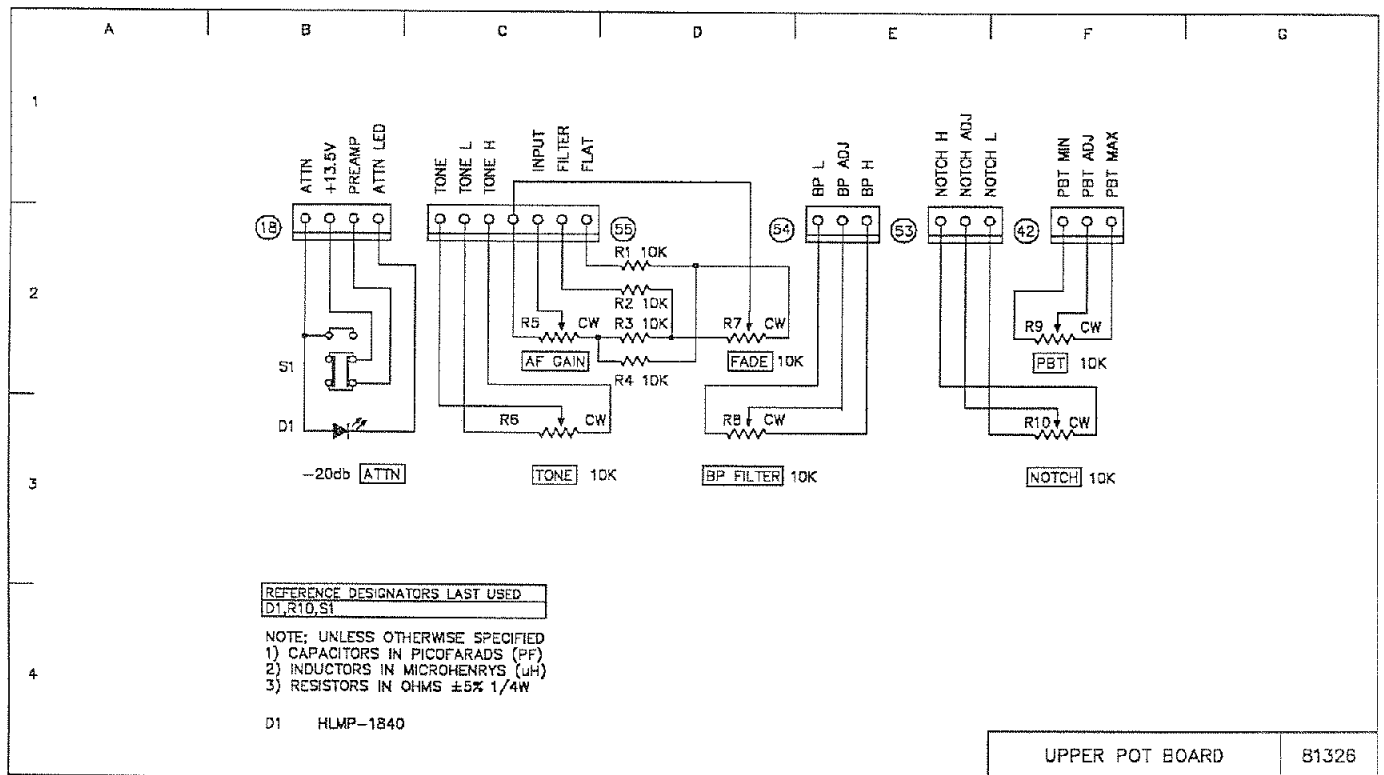 A B C D E F G
1
2
3
4
ATTN
+13.5V
PREAMP
ATTN LED
TONE
TONE L
TONE H
INPUT
FILTER
FLAT
BP L
BP ADJ
BP H
NOTCH H
NOTCH ADJ
NOTCH L
PBT MIN
PBT ADJ
PBT MAX
18
55
54
53
42
R1 10K
R2 10K
R5 CW
R3 10K
R7 CW
AF GAIN
R4 10K
FADE 10K
R9 CW
PBT 10K
S1
D1
R6 CW
R8 CW
R10 CW
-20db ATTN
TONE 10K
BP FILTER 10K
NOTCH 10K
REFERENCE DESIGNATORS LAST USED
D1,R10,S1
NOTE; UNLESS OTHERWISE SPECIFIED
1) CAPACITORS IN PICOFARADS (PF)
2) INDUCTORS IN MICROHENRYS (uH)
3) RESISTORS IN OHMS ±5% 1/4W
D1 HLMP-1840
UPPER POT BOARD 81326